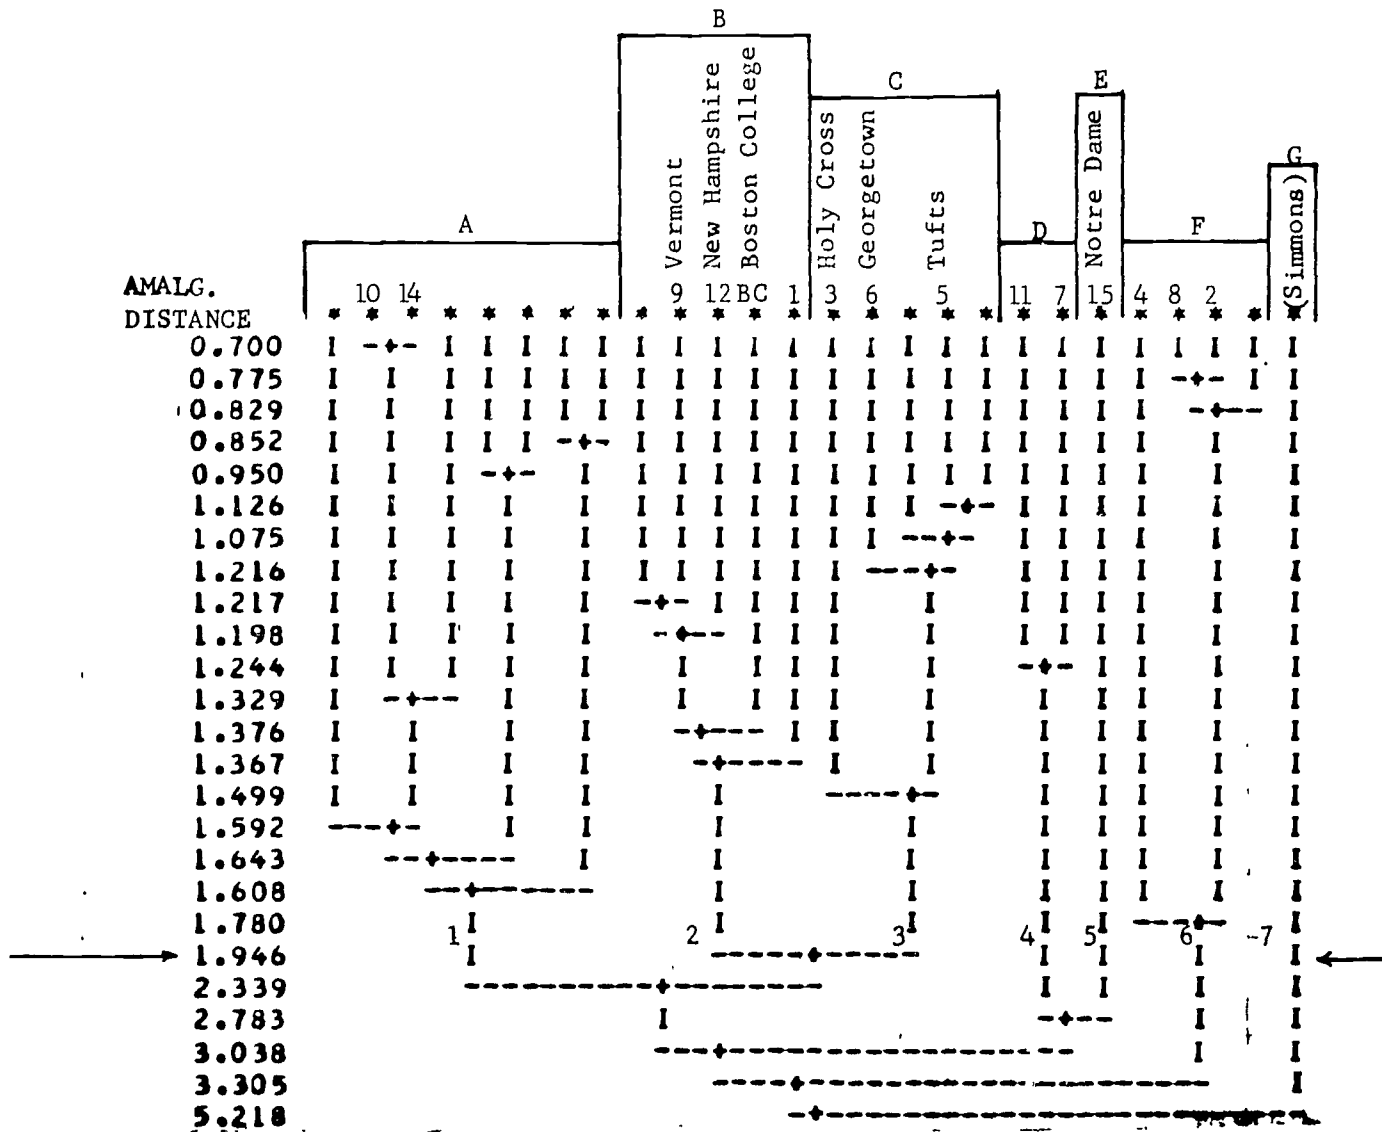 B
C
E
G
A
D
F
Vermont
New Hampshire
Boston College
Holy Cross
Georgetown
Tufts
Notre Dame
(Simmons)
AMALG.
DISTANCE
10 14 9 12 BC 1 3 6 5 11 7 15 4 8 2
* * * * * * * * * * * * * * * * * * * * * * * * * *
0.700
0.775
0.829
0.852
0.950
1.126
1.075
1.216
1.217
1.198
1.244
1.329
1.376
1.367
1.499
1.592
1.643
1.608
1.780
1 2 3 4 5 6 7
1.946
2.339
2.783
3.038
3.305
5.218